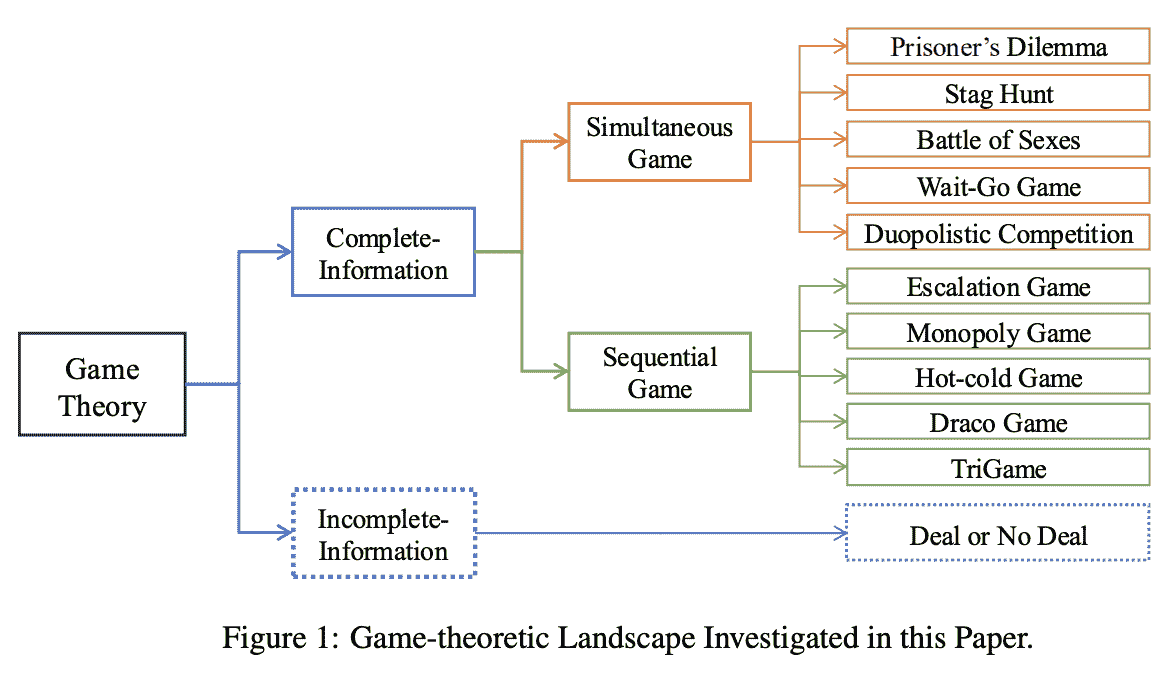 Game
Theory
Complete-
Information
Incomplete-
Information
Simultaneous
Game
Sequential
Game
Prisoner’s Dilemma
Stag Hunt
Battle of Sexes
Wait-Go Game
Duopolistic Competition
Escalation Game
Monopoly Game
Hot-cold Game
Draco Game
TriGame
Deal or No Deal
Figure 1: Game-theoretic Landscape Investigated in this Paper.